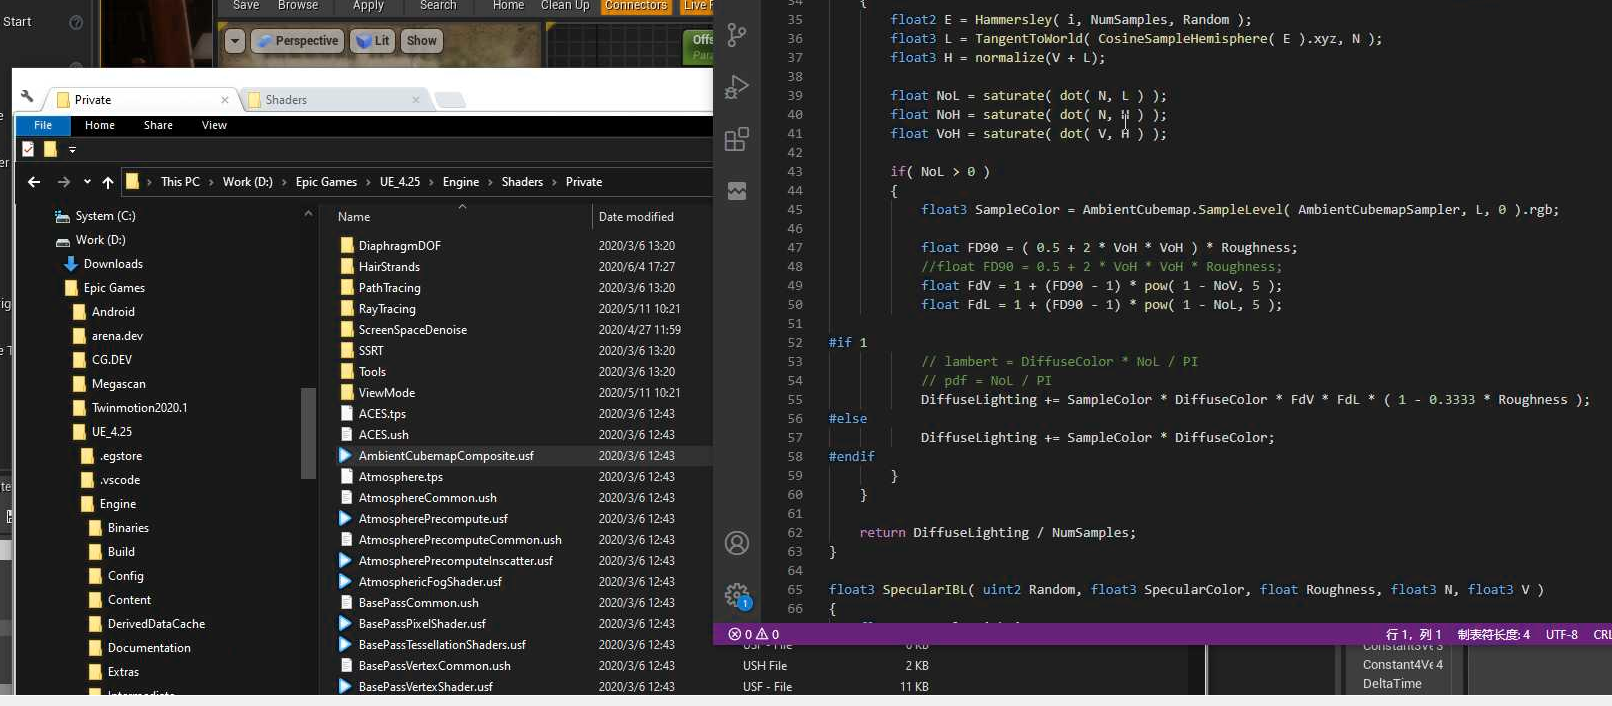 Start
Save Browse Apply Search Home Clean Up Connectors
Perspective Lit Show
Private
Shaders
File Home Share View
This PC > Work (D:) > Epic Games > UE_4.25 > Engine > Shaders > Private
System (C:)
Work (D:)
Downloads
Epic Games
Android
arena.dev
CG.DEV
Megascan
Twinmotion2020.1
UE_4.25
.egstore
.vscode
Engine
Binaries
Build
Config
Content
DerivedDataCache
Documentation
Extras
Name Date modified
DiaphragmDOF 2020/3/6 13:20
HairStrands 2020/6/4 17:27
PathTracing 2020/3/6 13:20
RayTracing 2020/5/11 10:21
ScreenSpaceDenoise 2020/4/27 11:59
SSRT 2020/3/6 13:20
Tools 2020/3/6 13:20
ViewMode 2020/5/11 10:21
ACES.tps 2020/3/6 12:43
ACES.ush 2020/3/6 12:43
AmbientCubemapComposite.usf 2020/3/6 12:43
Atmosphere.tps 2020/3/6 12:43
AtmosphereCommon.ush 2020/3/6 12:43
AtmospherePrecompute.usf 2020/3/6 12:43
AtmospherePrecomputeCommon.ush 2020/3/6 12:43
AtmospherePrecomputeInscatter.usf 2020/3/6 12:43
AtmosphericFogShader.usf 2020/3/6 12:43
BasePassCommon.ush 2020/3/6 12:43
BasePassPixelShader.usf 2020/3/6 12:43
BasePassTessellationShaders.usf 2020/3/6 12:43
BasePassVertexCommon.ush 2020/3/6 12:43 USH File 2 KB
BasePassVertexShader.usf 2020/3/6 12:43 USF - File 11 KB
34 {
35 float2 E = Hammersley( i, NumSamples, Random );
36 float3 L = TangentToWorld( CosineSampleHemisphere( E ).xyz, N );
37 float3 H = normalize(V + L);
38
39 float NoL = saturate( dot( N, L ) );
40 float NoH = saturate( dot( N, H ) );
41 float VoH = saturate( dot( V, H ) );
42
43 if( NoL > 0 )
44 {
45 float3 SampleColor = AmbientCubemap.SampleLevel( AmbientCubemapSampler, L, 0 ).rgb;
46
47 float FD90 = ( 0.5 + 2 * VoH * VoH ) * Roughness;
48 //float FD90 = 0.5 + 2 * VoH * VoH * Roughness;
49 float FdV = 1 + (FD90 - 1) * pow( 1 - NoV, 5 );
50 float FdL = 1 + (FD90 - 1) * pow( 1 - NoL, 5 );
51
52 #if 1
53 // lambert = DiffuseColor * NoL / PI
54 // pdf = NoL / PI
55 DiffuseLighting += SampleColor * DiffuseColor * FdV * FdL * ( 1 - 0.3333 * Roughness );
56 #else
57 DiffuseLighting += SampleColor * DiffuseColor;
58 #endif
59 }
60 }
61
62 return DiffuseLighting / NumSamples;
63 }
64
65 float3 SpecularIBL( uint2 Random, float3 SpecularColor, float Roughness, float3 N, float3 V )
66 {
1
0 0 行 1，列 1 制表符长度: 4 UTF-8
Constant4Ve 4
DeltaTime